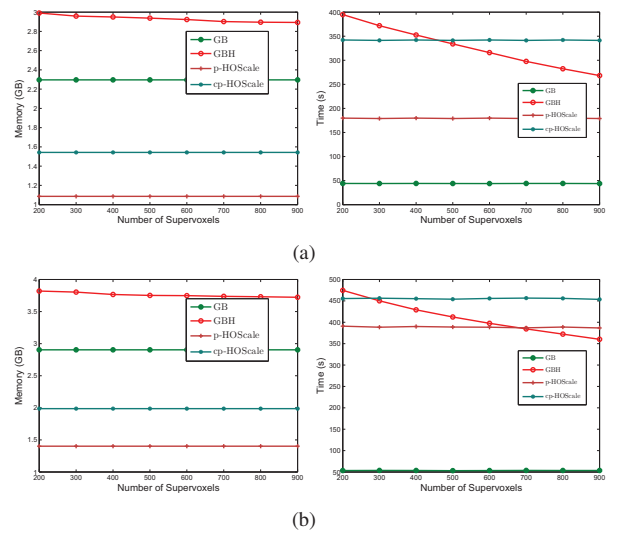 3
2.8
2.6
2.4
2.2
2
1.8
1.6
1.4
1.2
1
Memory (GB)
GB
GBH
p-HOScale
cp-HOScale
200 300 400 500 600 700 800 900
Number of Supervoxels
400
350
300
250
200
150
100
50
0
Time (s)
GB
GBH
p-HOScale
cp-HOScale
200 300 400 500 600 700 800 900
Number of Supervoxels
(a)
4
3.5
3
2.5
2
1.5
1
Memory (GB)
GB
GBH
p-HOScale
cp-HOScale
200 300 400 500 600 700 800 900
Number of Supervoxels
500
450
400
350
300
250
200
150
100
50
Time (s)
GB
GBH
p-HOScale
cp-HOScale
200 300 400 500 600 700 800 900
Number of Supervoxels
(b)